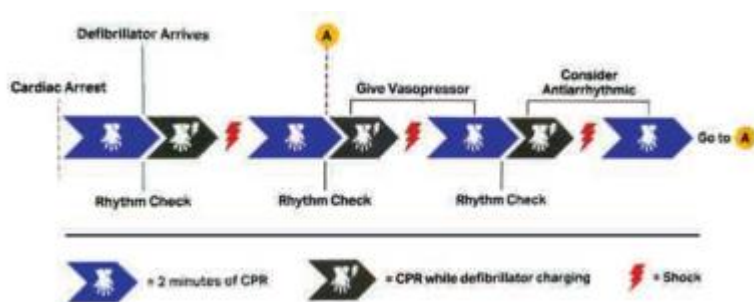 Defibrillator Arrives
A
Cardiac Arrest
Give Vasopressor
Consider
Antiarrhythmic
Go to A
Rhythm Check
Rhythm Check
Rhythm Check
= 2 minutes of CPR
= CPR while defibrillator charging
= Shock